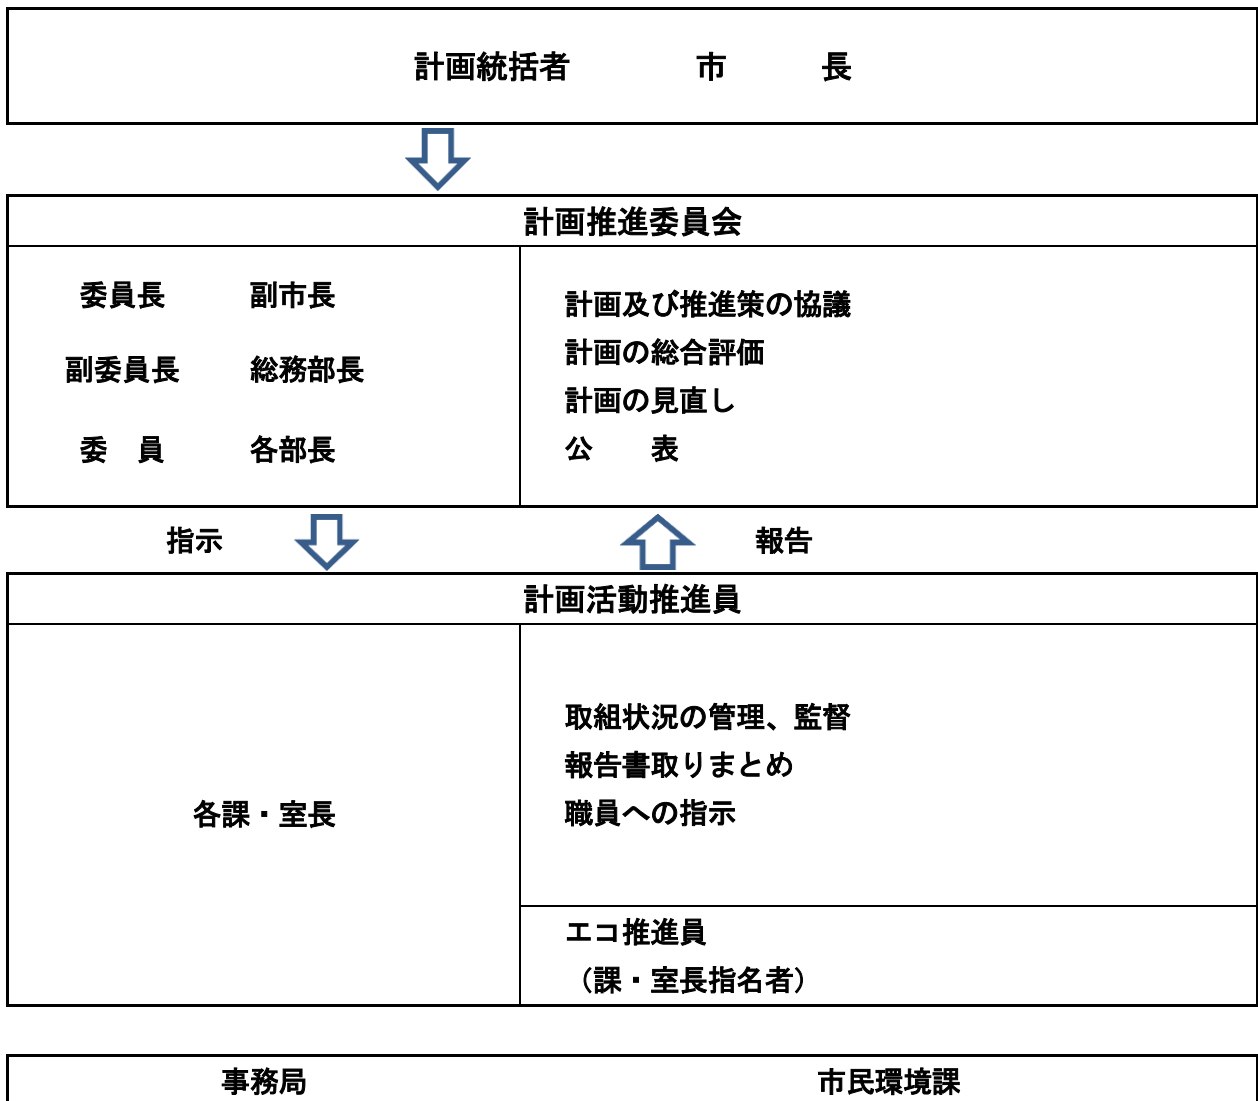 計画統括者　市　長
計画推進委員会
委員長　副市長
副委員長　総務部長
委　員　各部長
計画及び推進策の協議
計画の総合評価
計画の見直し
公　表
指示　報告
計画活動推進員
各課・室長
取組状況の管理、監督
報告書取りまとめ
職員への指示
エコ推進員
（課・室長指名者）
事務局　市民環境課